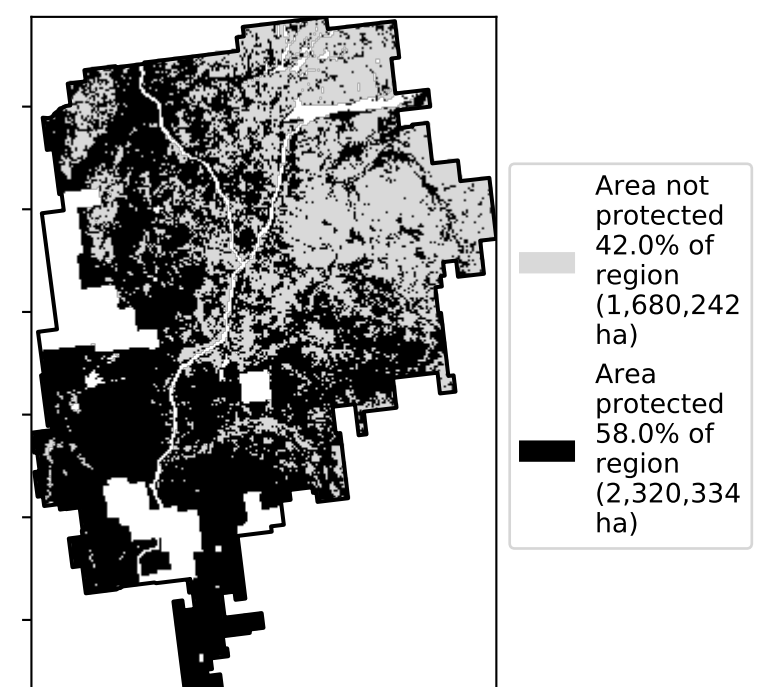 Area not
protected
42.0% of
region
(1,680,242
ha)
Area
protected
58.0% of
region
(2,320,334
ha)